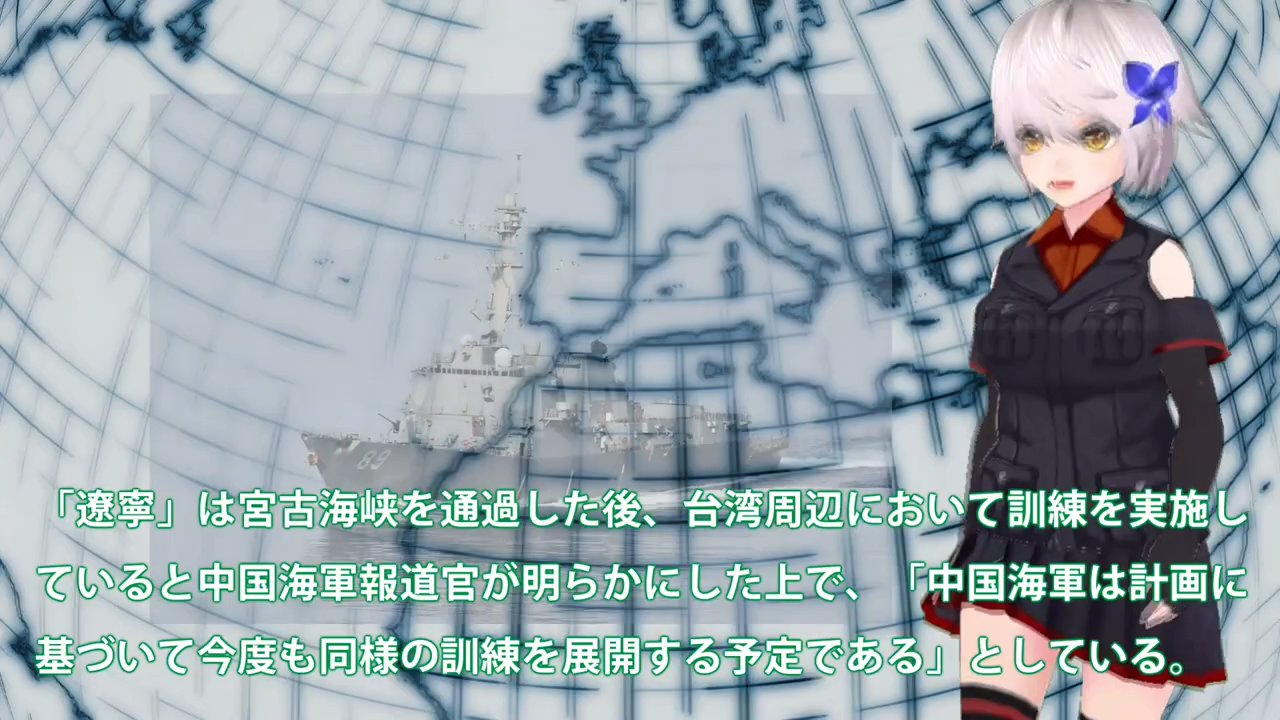 89
「遼寧」は宮古海峡を通過した後、台湾周辺において訓練を実施し
ていると中国海軍報道官が明らかにした上で、「中国海軍は計画に
基づいて今度も同様の訓練を展開する予定である」としている。